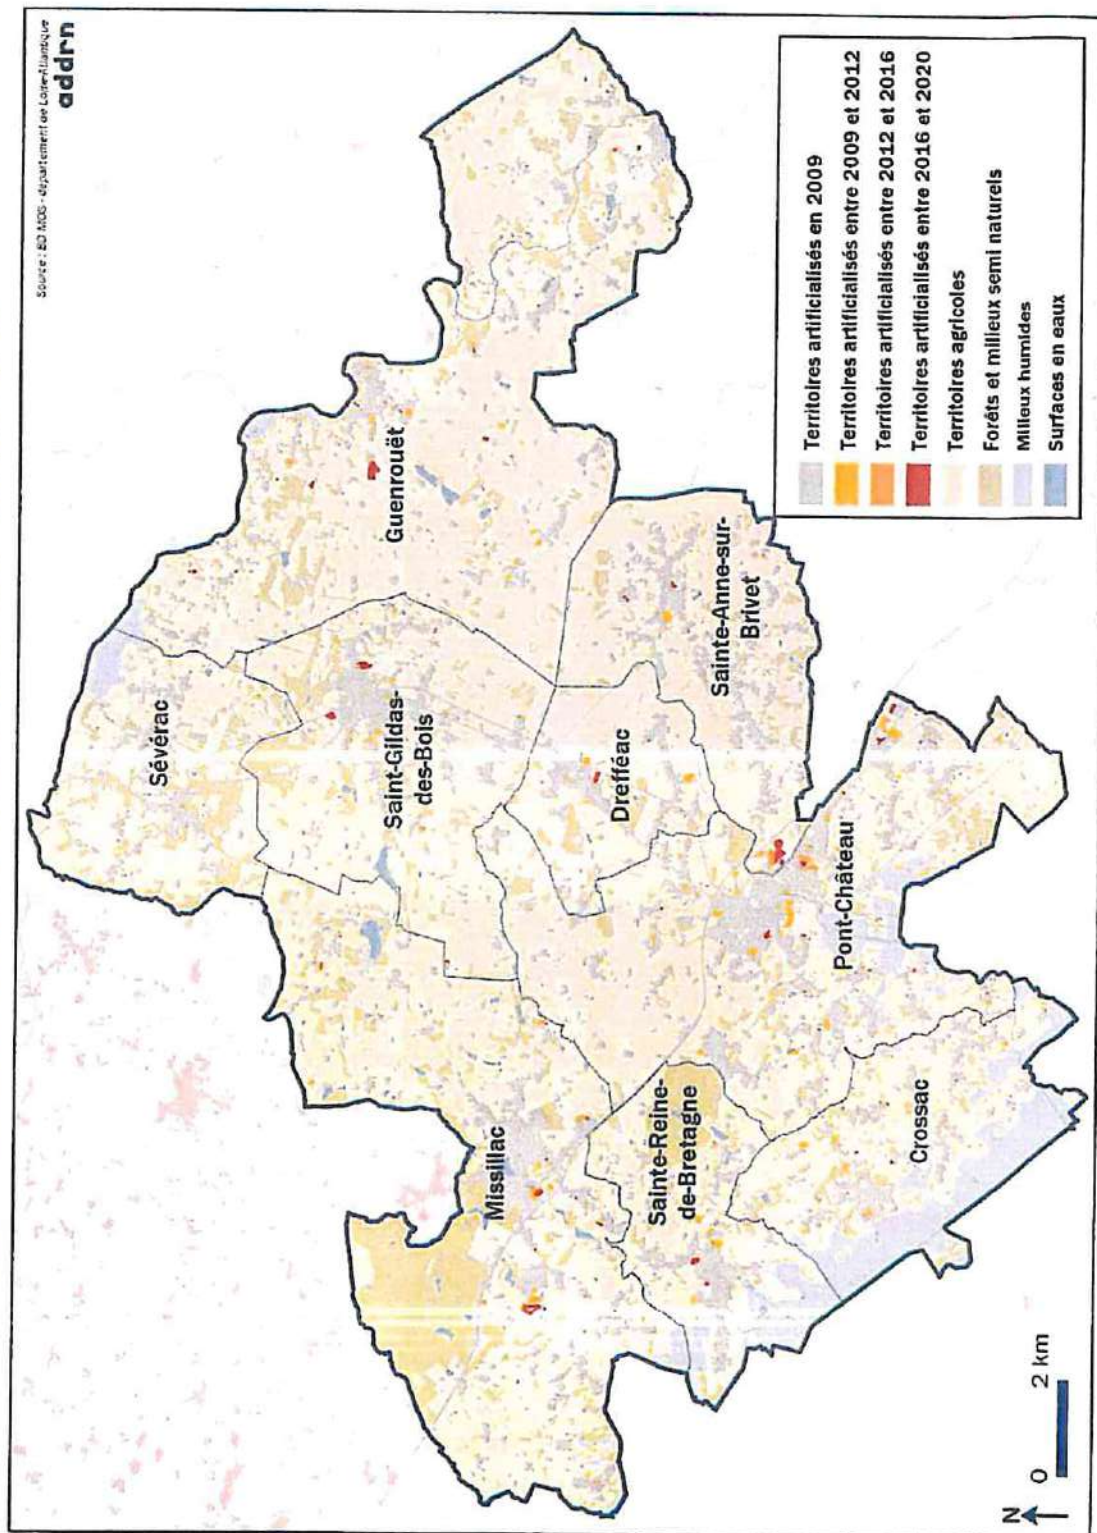 Source : BD MOS - département de Loire-Atlantique
addrn
Sévérac
Guenrouët
Saint-Gildas-
des-Bois
Missillac
Drefféac
Sainte-Anne-sur-
Brivet
Sainte-Reine-
de-Bretagne
Pont-Château
Crossac
Territoires artificialisés en 2009
Territoires artificialisés entre 2009 et 2012
Territoires artificialisés entre 2012 et 2016
Territoires artificialisés entre 2016 et 2020
Territoires agricoles
Forêts et milieux semi naturels
Milieux humides
Surfaces en eaux
N
0 2 km